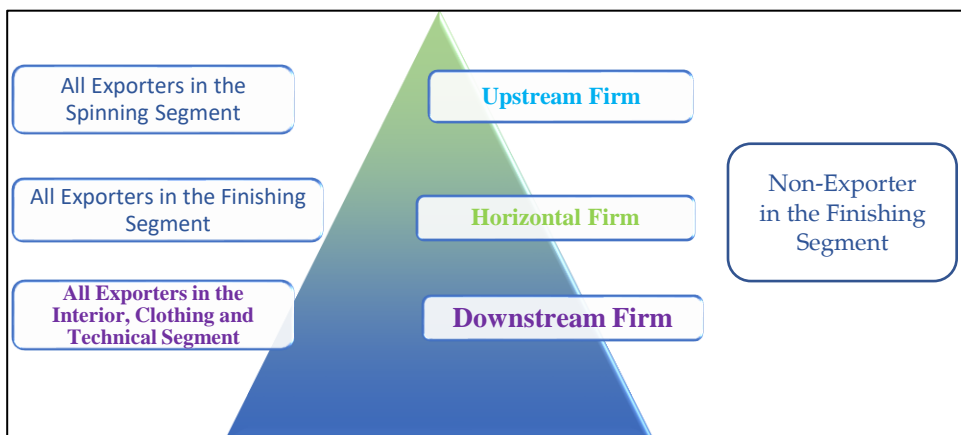 All Exporters in the
Spinning Segment
Upstream Firm
All Exporters in the Finishing
Segment
Horizontal Firm
Non-Exporter
in the Finishing
Segment
All Exporters in the
Interior, Clothing and
Technical Segment
Downstream Firm